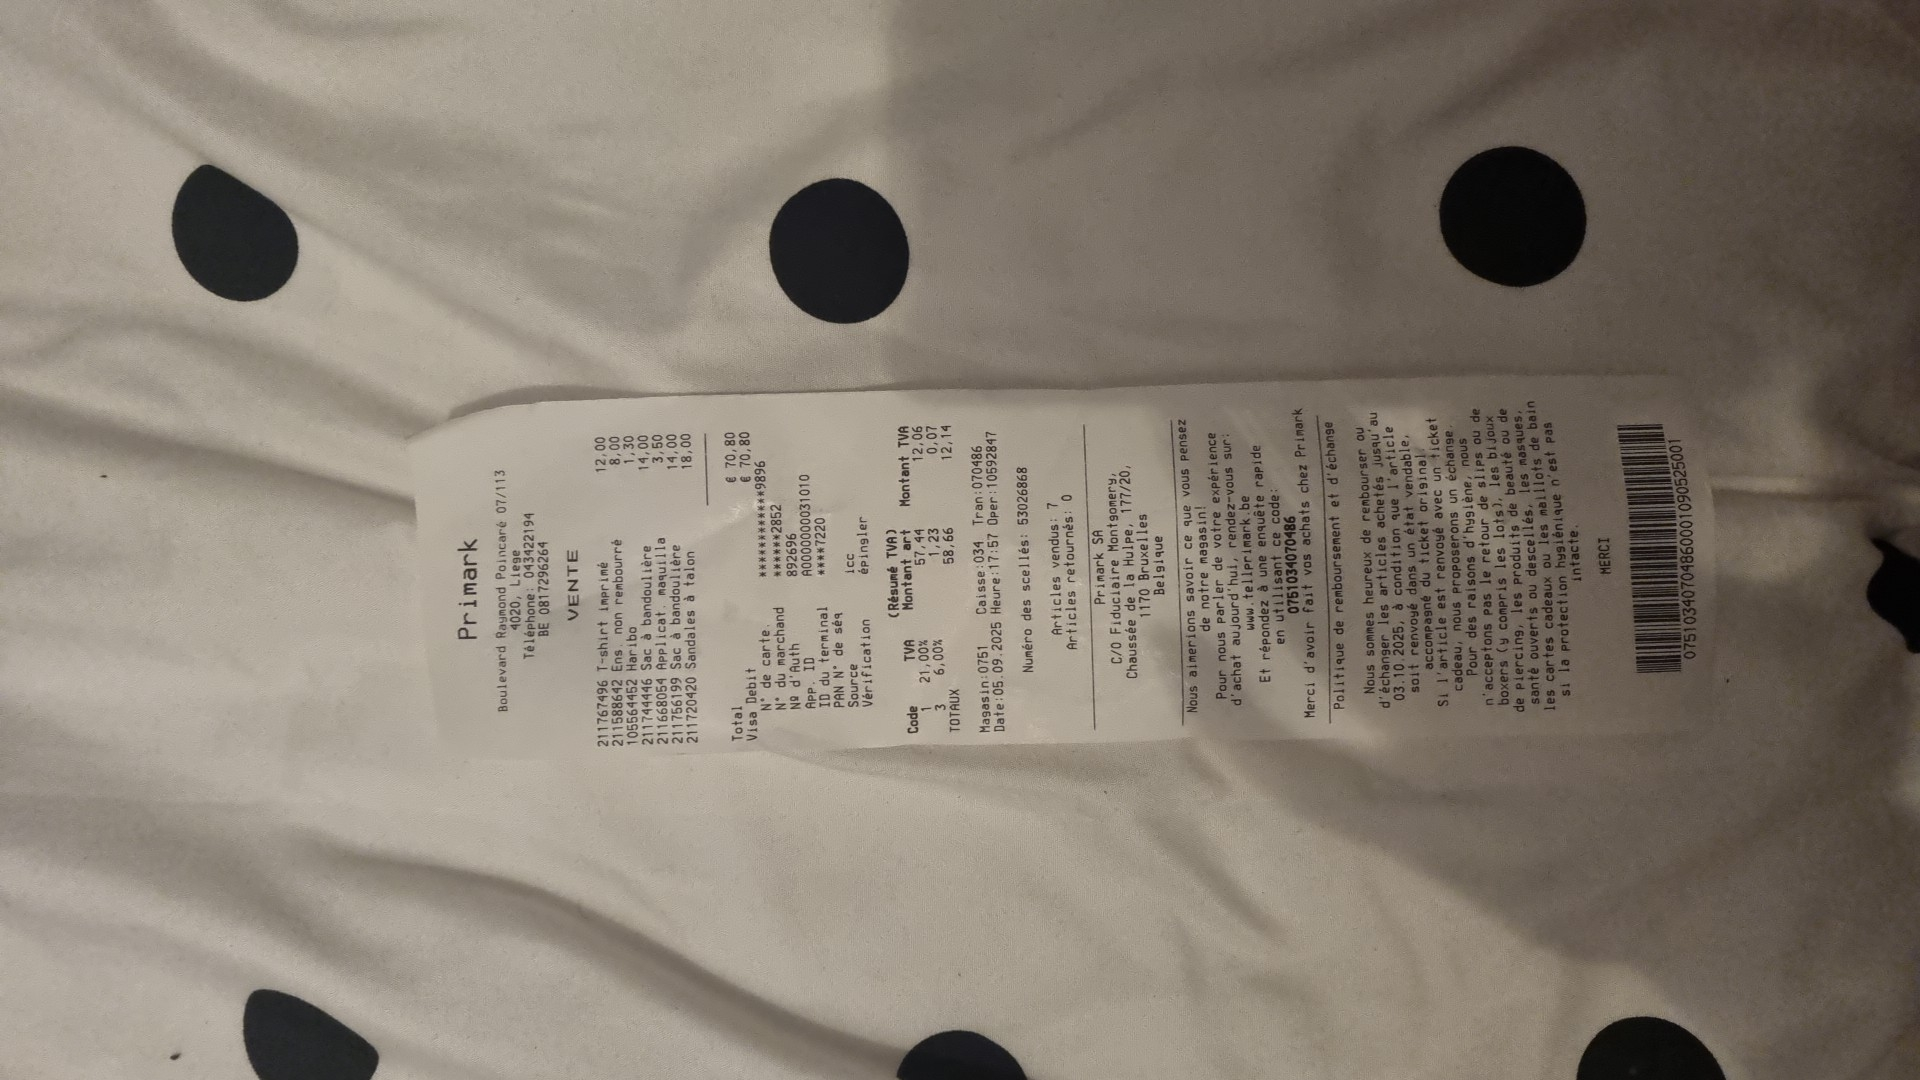 Primark
Boulevard Raymond Poincaré 07/113
4020, Liege
Téléphone: 043422194
BE 0817296264
VENTE
211767496 T-shirt imprimé 12,00
211588642 Ens. non rembourré 8,00
105564452 Haribo 1,30
211744446 Sac à bandoulière 14,00
211668054 Applicat. maquilla 3,50
211756199 Sac à bandoulière 14,00
211720420 Sandales à talon 18,00
Total € 70,80
Visa Debit € 70,80
N° de carte. ************9896
N° du marchand ******2852
Nº d'Auth 892696
App. ID A0000000031010
ID du terminal ****7220
PAN N° de séq
Source icc
Vérification épingler
(Résumé TVA)
Code TVA Montant art Montant TVA
1 21,00% 57,44 12,06
3 6,00% 1,23 0,07
TOTAUX 58,66 12,14
Magasin:0751 Caisse:034 Tran:070486
Date:05.09.2025 Heure:17:57 Oper:10592847
Numéro des scellés: 53026868
Articles vendus: 7
Articles retournés: 0
Primark SA
C/O Fiduciaire Montgomery,
Chaussée de la Hulpe, 177/20,
1170 Bruxelles
Belgique
Nous aimerions savoir ce que vous pensez
de notre magasin!
Pour nous parler de votre expérience
d'achat aujourd'hui, rendez-vous sur:
www.tellprimark.be
Et répondez à une enquête rapide
en utilisant ce code:
075103407048​6
Merci d'avoir fait vos achats chez Primark
Politique de remboursement et d'échange
Nous sommes heureux de rembourser ou
d'échanger les articles achetés jusqu'au
03.10.2025, à condition que l'article
soit renvoyé dans un état vendable,
accompagné du ticket original.
Si l'article est renvoyé avec un ticket
cadeau, nous proposerons un échange.
Pour des raisons d'hygiène, nous
n'acceptons pas le retour de slips ou de
boxers (y compris les lots), les bijoux
de piercing, les produits de beauté ou de
santé ouverts ou descellés, les masques,
les cartes cadeaux ou les maillots de bain
si la protection hygiénique n'est pas
intacte.
MERCI
07510340770486000109052​5001